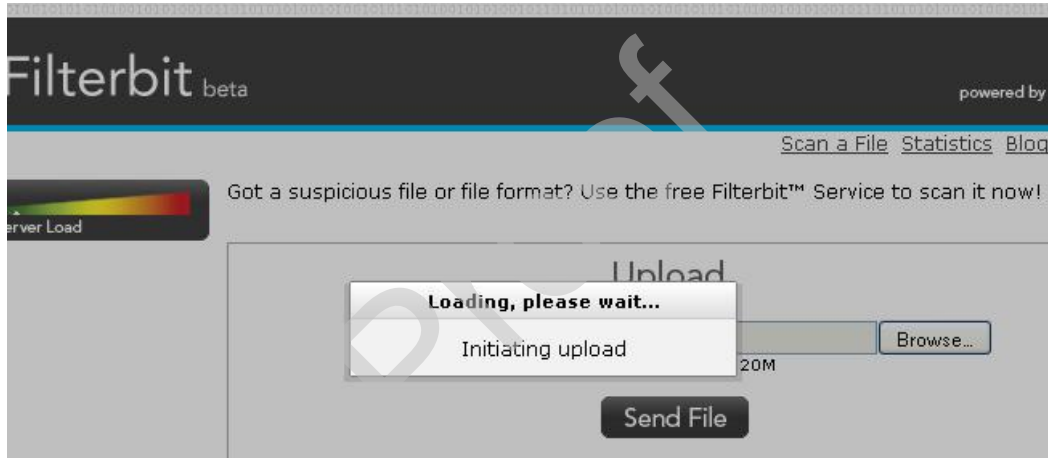 Filterbit beta
powered by
Scan a File Statistics Blog
Got a suspicious file or file format? Use the free Filterbit™ Service to scan it now!
erver Load
Upload
Loading, please wait...
Initiating upload
Browse...
20M
Send File